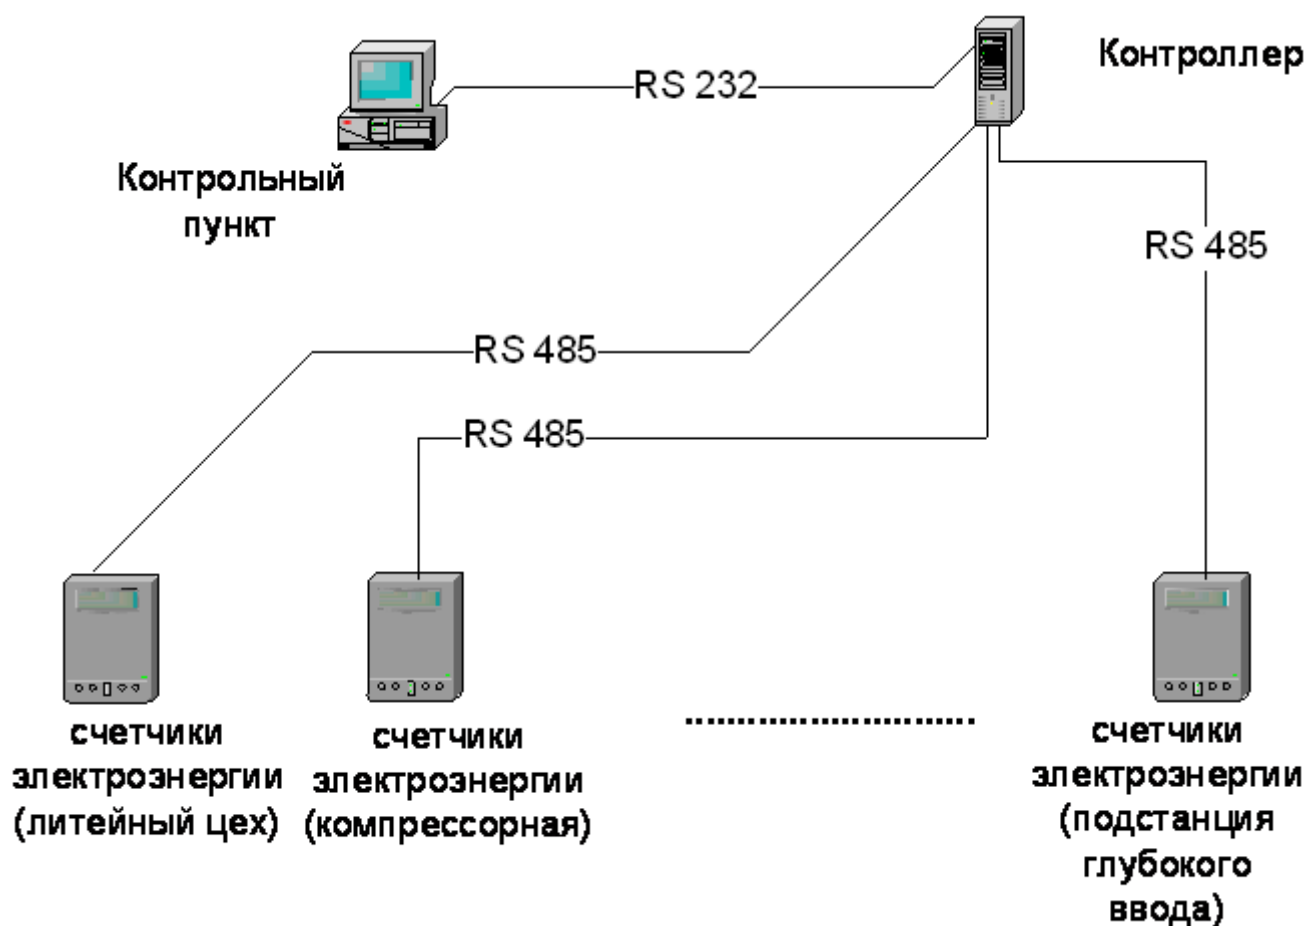 Контроллер
RS 232
Контрольный
пункт
RS 485
RS 485
RS 485
счетчики
электроэнергии
(литейный цех)
счетчики
электроэнергии
(компрессорная)
счетчики
электроэнергии
(подстанция
глубокого
ввода)